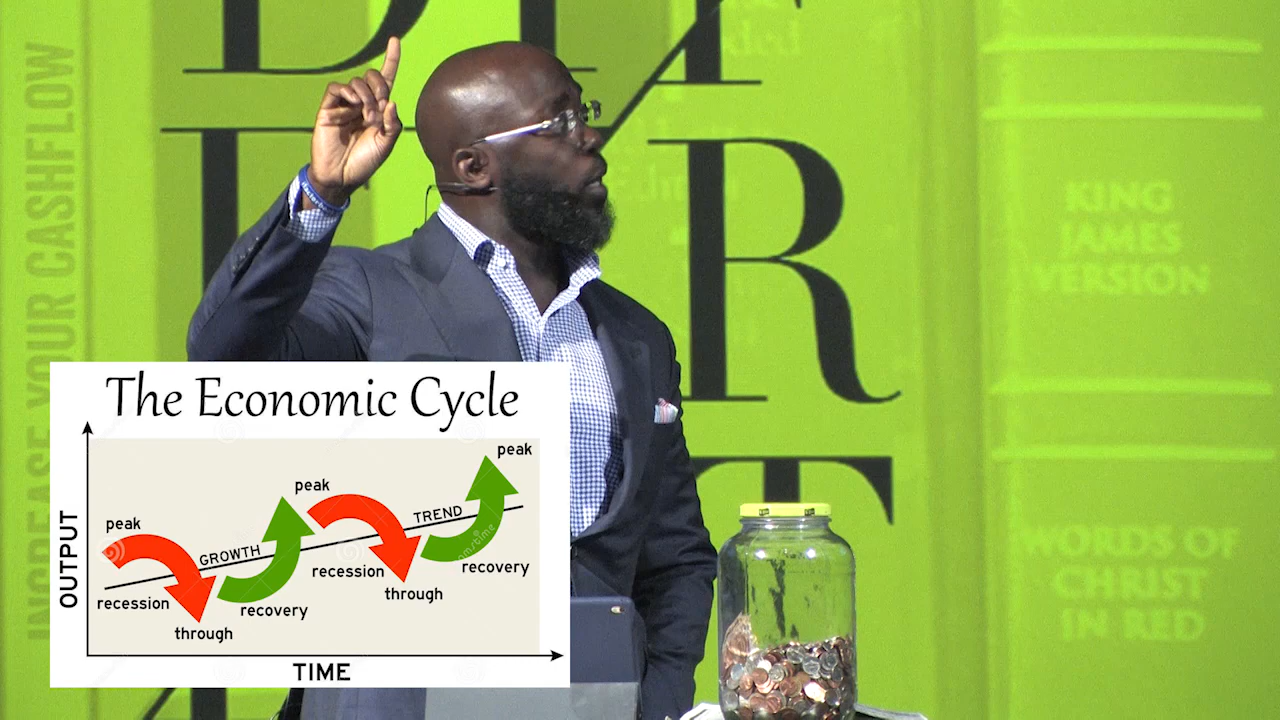 INCREASE YOUR CASHFLOW
KING
JAMES
VERSION
WORDS OF
CHRIST
IN RED
The Economic Cycle
OUTPUT
TIME
peak
recession
through
GROWTH
recovery
peak
recession
through
TREND
recovery
peak